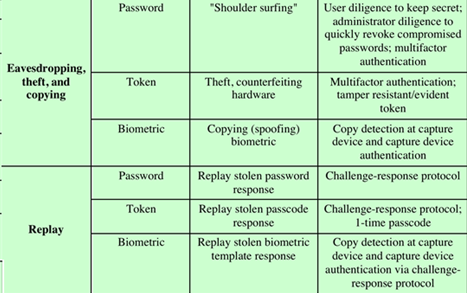 Eavesdropping,
theft, and
copying
Password
"Shoulder surfing"
User diligence to keep secret;
administrator diligence to
quickly revoke compromised
passwords; multifactor
authentication
Token
Theft, counterfeiting
hardware
Multifactor authentication;
tamper resistant/evident
token
Biometric
Copying (spoofing)
biometric
Copy detection at capture
device and capture device
authentication
Replay
Password
Replay stolen password
response
Challenge-response protocol
Token
Replay stolen passcode
response
Challenge-response protocol;
1-time passcode
Biometric
Replay stolen biometric
template response
Copy detection at capture
device and capture device
authentication via challenge-
response protocol